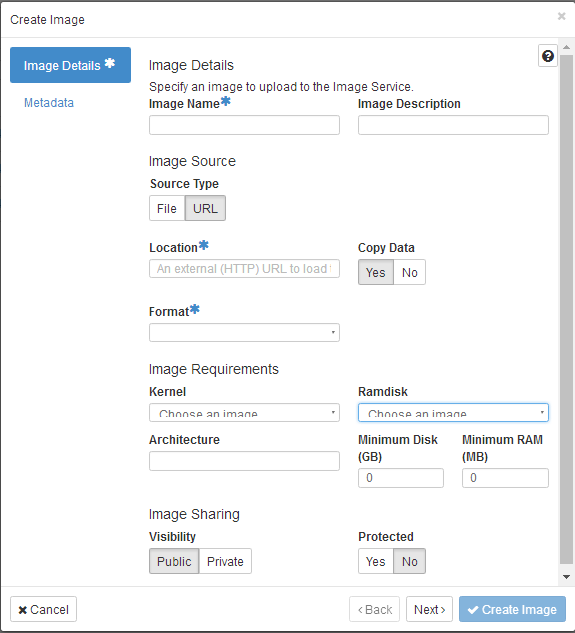 Create Image ×
Image Details ✱
Metadata
Image Details
Specify an image to upload to the Image Service.
Image Name✱ Image Description
Image Source
Source Type
File URL
Location✱ Copy Data
An external (HTTP) URL to load Yes No
Format✱
Image Requirements
Kernel Ramdisk
Choose an image Choose an image
Architecture Minimum Disk (GB) Minimum RAM (MB)
0 0
Image Sharing
Visibility Protected
Public Private Yes No
✖ Cancel ‹ Back Next › ✔ Create Image